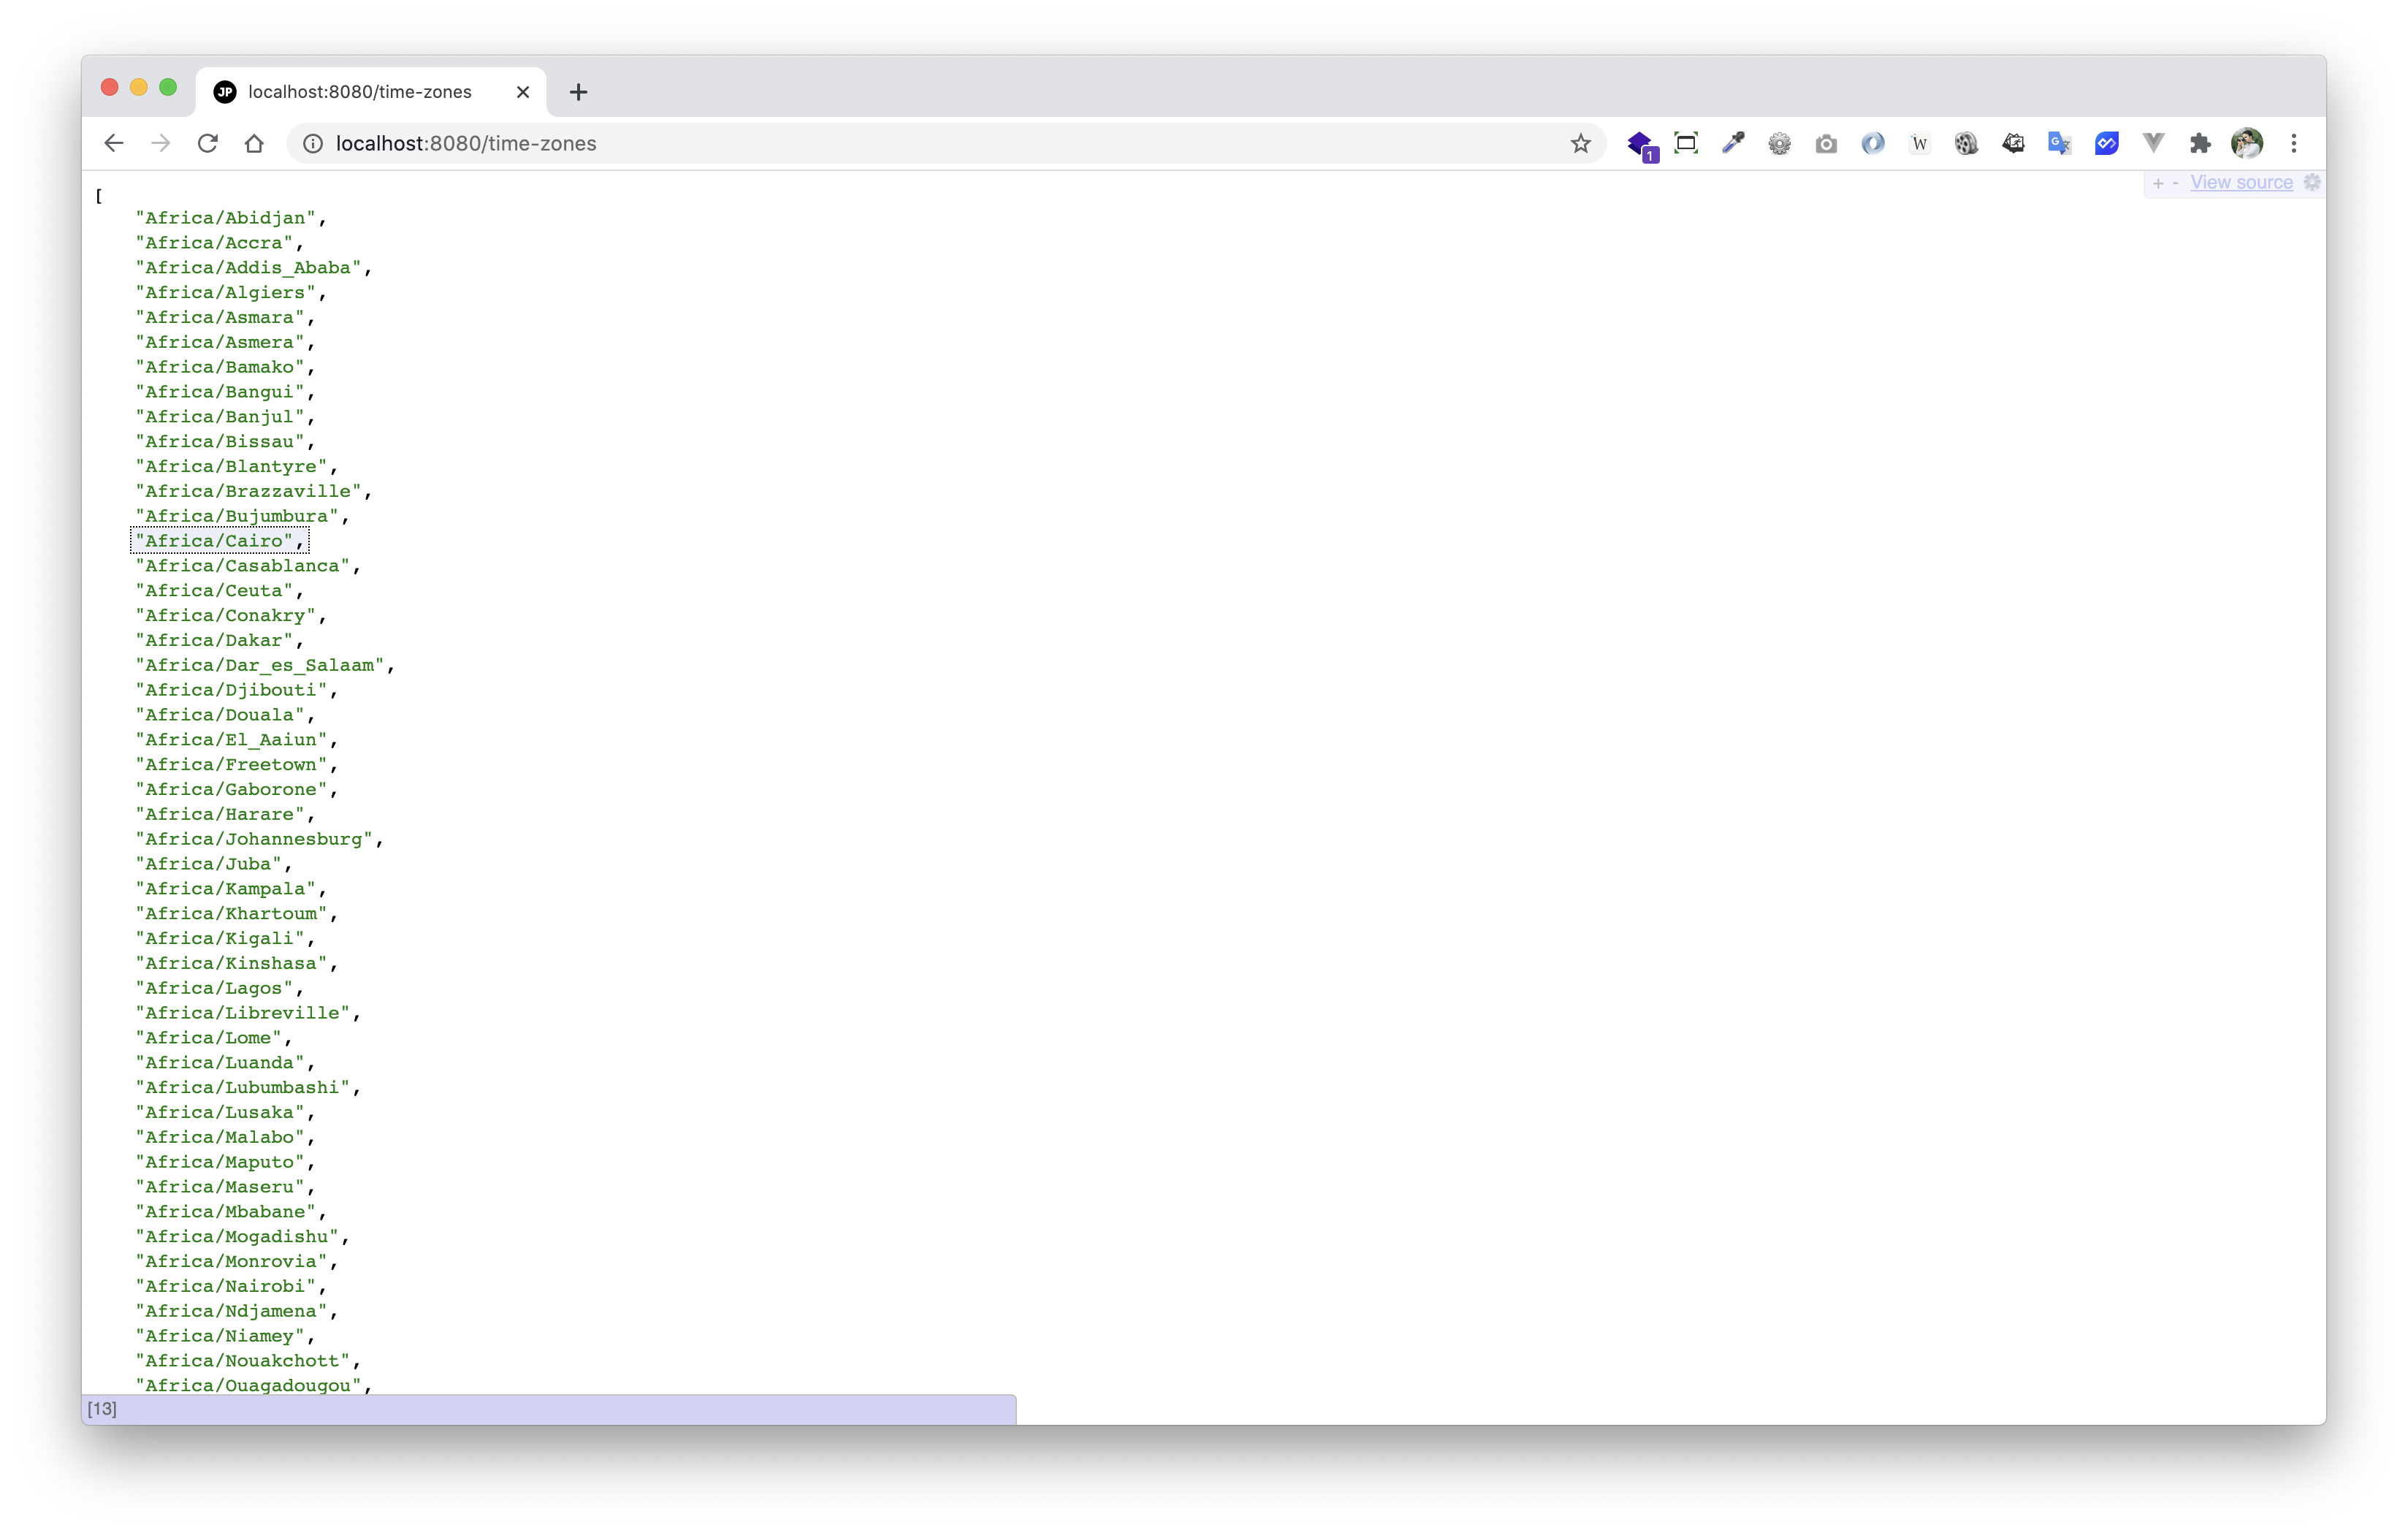 JP localhost:8080/time-zones
localhost:8080/time-zones
1
W
+ - View source
[
"Africa/Abidjan",
"Africa/Accra",
"Africa/Addis_Ababa",
"Africa/Algiers",
"Africa/Asmara",
"Africa/Asmera",
"Africa/Bamako",
"Africa/Bangui",
"Africa/Banjul",
"Africa/Bissau",
"Africa/Blantyre",
"Africa/Brazzaville",
"Africa/Bujumbura",
"Africa/Cairo",
"Africa/Casablanca",
"Africa/Ceuta",
"Africa/Conakry",
"Africa/Dakar",
"Africa/Dar_es_Salaam",
"Africa/Djibouti",
"Africa/Douala",
"Africa/El_Aaiun",
"Africa/Freetown",
"Africa/Gaborone",
"Africa/Harare",
"Africa/Johannesburg",
"Africa/Juba",
"Africa/Kampala",
"Africa/Khartoum",
"Africa/Kigali",
"Africa/Kinshasa",
"Africa/Lagos",
"Africa/Libreville",
"Africa/Lome",
"Africa/Luanda",
"Africa/Lubumbashi",
"Africa/Lusaka",
"Africa/Malabo",
"Africa/Maputo",
"Africa/Maseru",
"Africa/Mbabane",
"Africa/Mogadishu",
"Africa/Monrovia",
"Africa/Nairobi",
"Africa/Ndjamena",
"Africa/Niamey",
"Africa/Nouakchott",
"Africa/Ouagadougou",
[13]